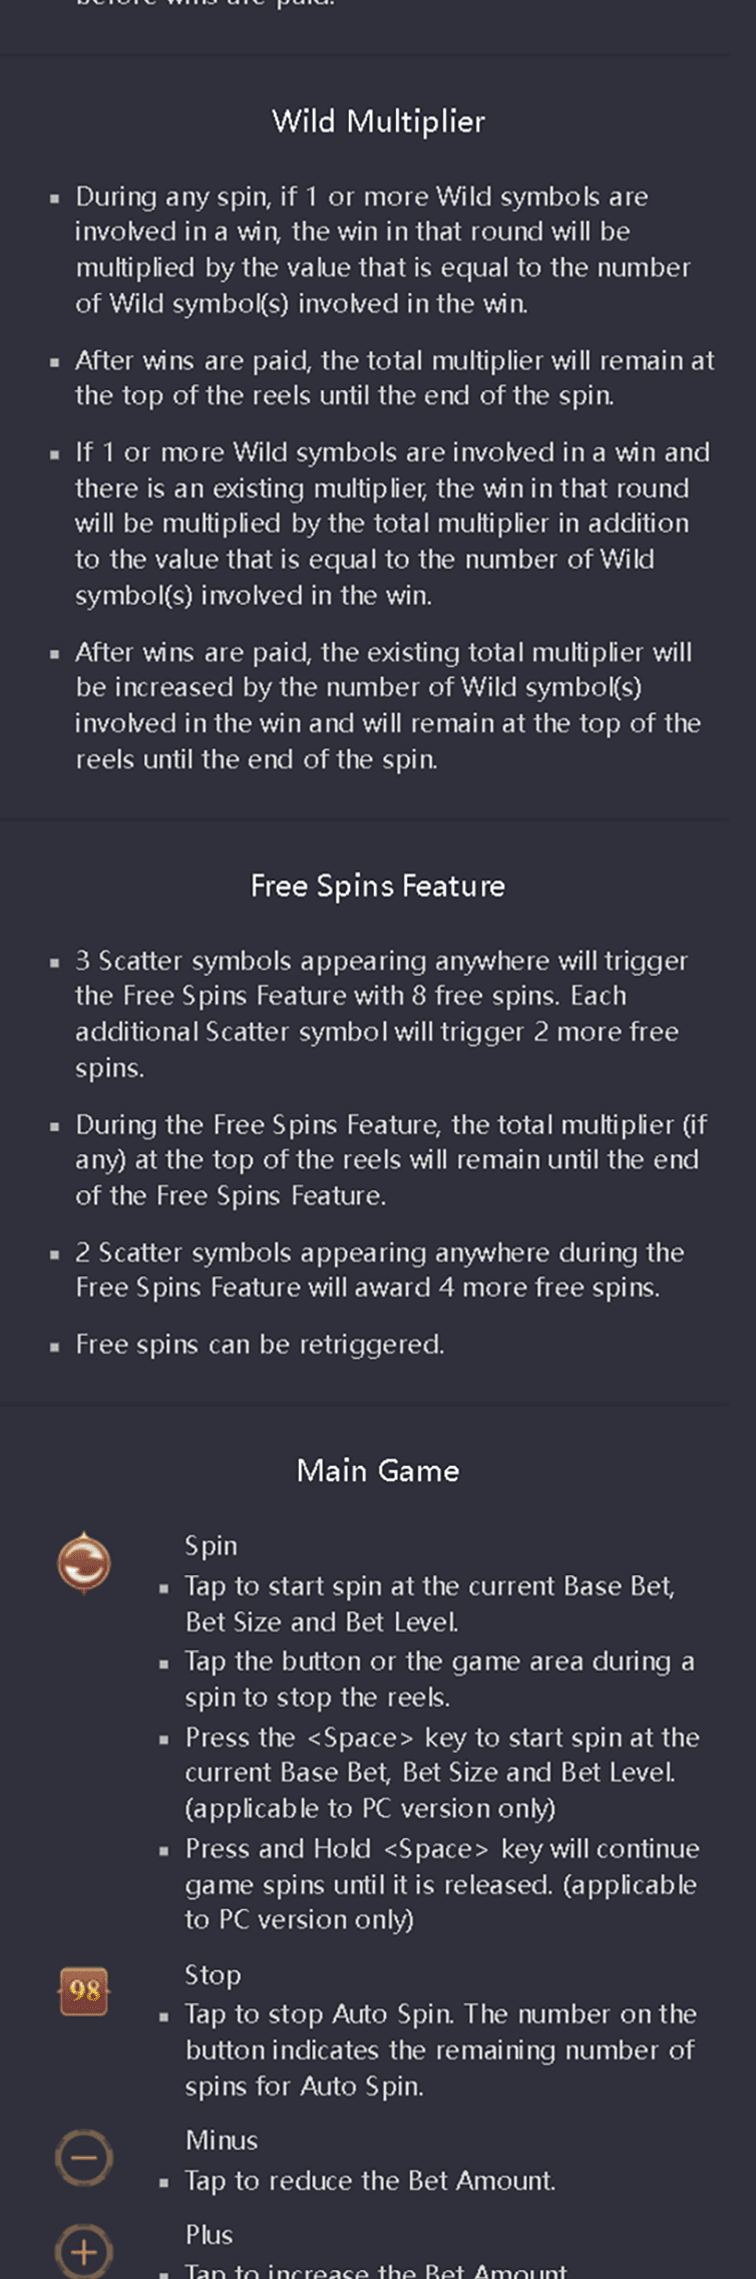 before wins are paid.
Wild Multiplier
▪ During any spin, if 1 or more Wild symbols are
involved in a win, the win in that round will be
multiplied by the value that is equal to the number
of Wild symbol(s) involved in the win.
▪ After wins are paid, the total multiplier will remain at
the top of the reels until the end of the spin.
▪ If 1 or more Wild symbols are involved in a win and
there is an existing multiplier, the win in that round
will be multiplied by the total multiplier in addition
to the value that is equal to the number of Wild
symbol(s) involved in the win.
▪ After wins are paid, the existing total multiplier will
be increased by the number of Wild symbol(s)
involved in the win and will remain at the top of the
reels until the end of the spin.
Free Spins Feature
▪ 3 Scatter symbols appearing anywhere will trigger
the Free Spins Feature with 8 free spins. Each
additional Scatter symbol will trigger 2 more free
spins.
▪ During the Free Spins Feature, the total multiplier (if
any) at the top of the reels will remain until the end
of the Free Spins Feature.
▪ 2 Scatter symbols appearing anywhere during the
Free Spins Feature will award 4 more free spins.
▪ Free spins can be retriggered.
Main Game
Spin
▪ Tap to start spin at the current Base Bet,
Bet Size and Bet Level.
▪ Tap the button or the game area during a
spin to stop the reels.
▪ Press the <Space> key to start spin at the
current Base Bet, Bet Size and Bet Level.
(applicable to PC version only)
▪ Press and Hold <Space> key will continue
game spins until it is released. (applicable
to PC version only)
98
Stop
▪ Tap to stop Auto Spin. The number on the
button indicates the remaining number of
spins for Auto Spin.
Minus
▪ Tap to reduce the Bet Amount.
Plus
▪ Tap to increase the Bet Amount